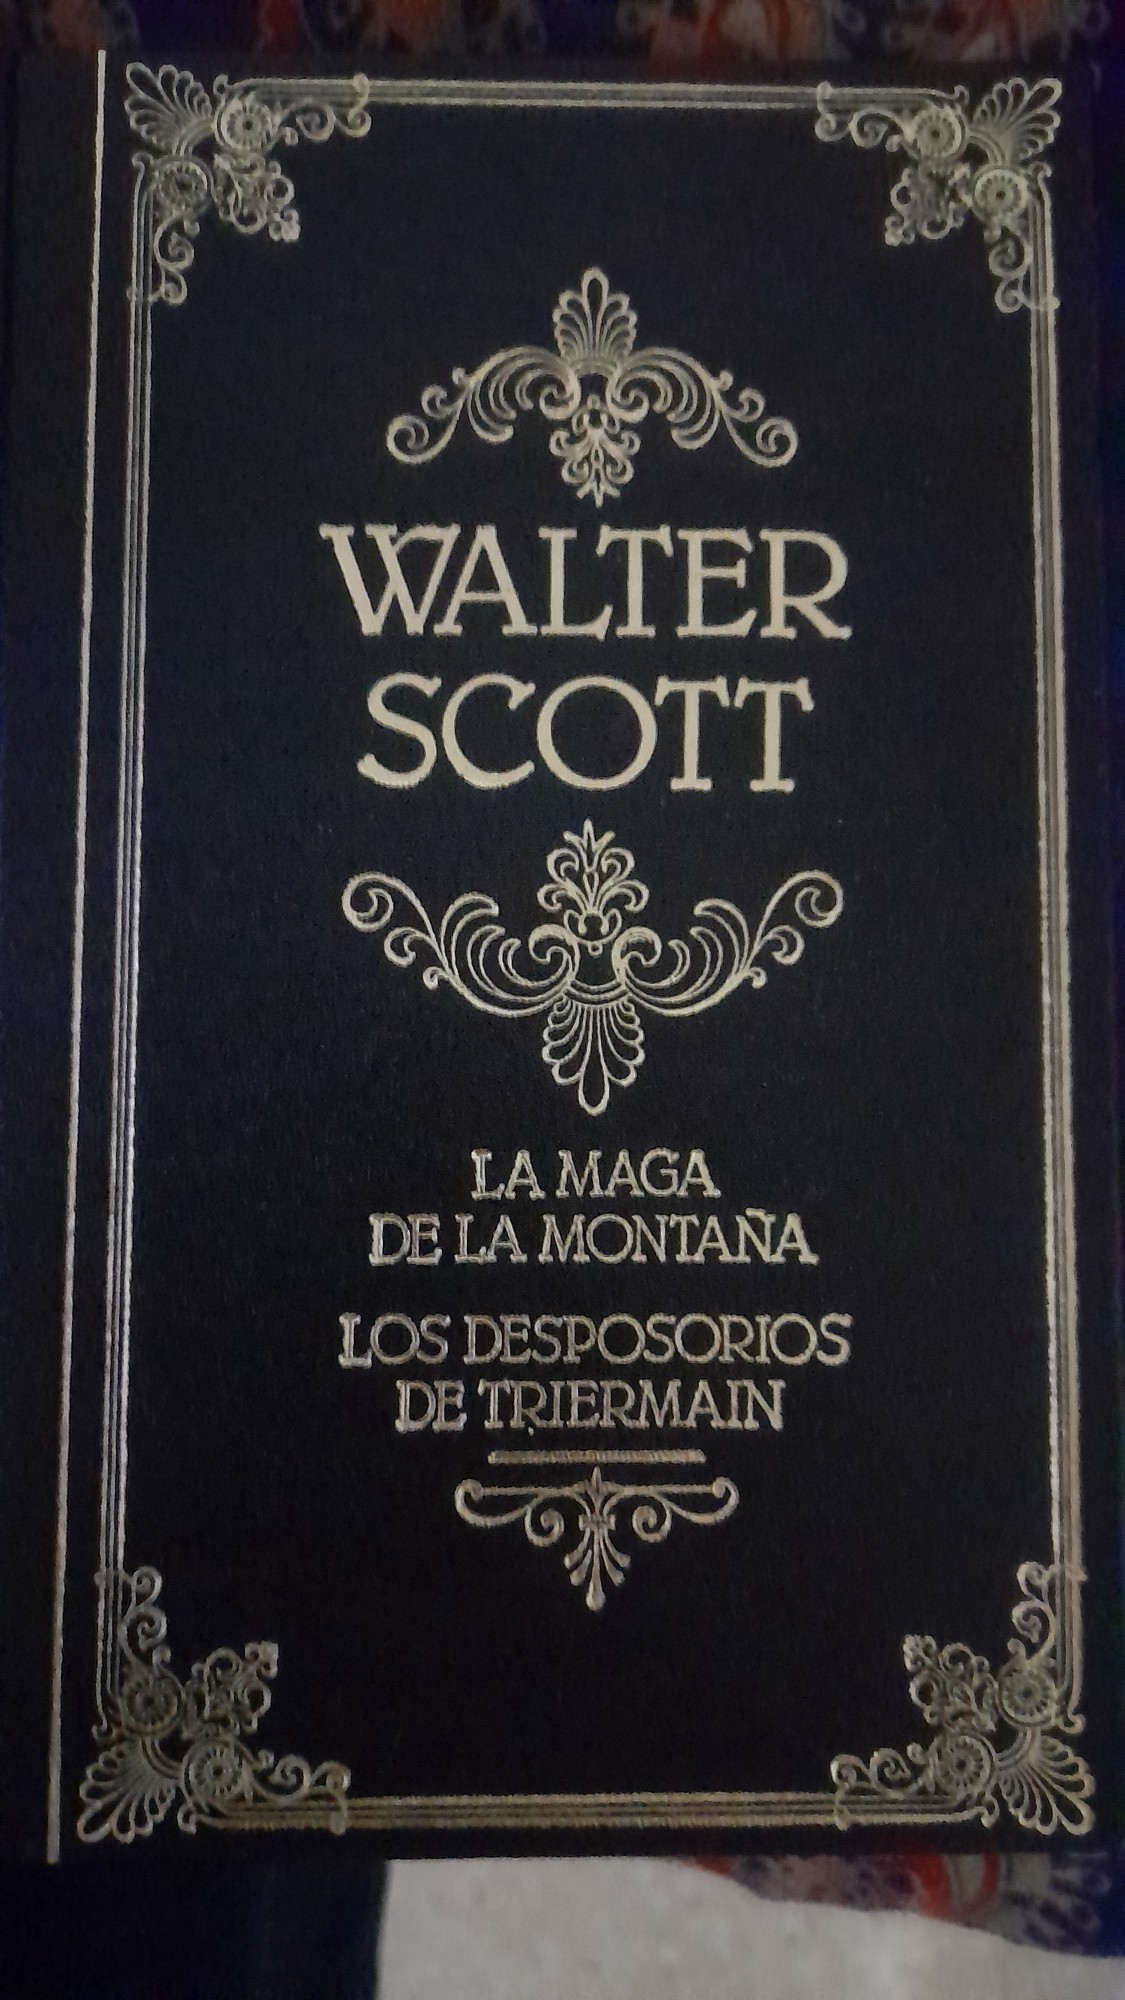 WALTER
SCOTT
LA MAGA
DE LA MONTAÑA
LOS DESPOSORIOS
DE TRIERMAIN